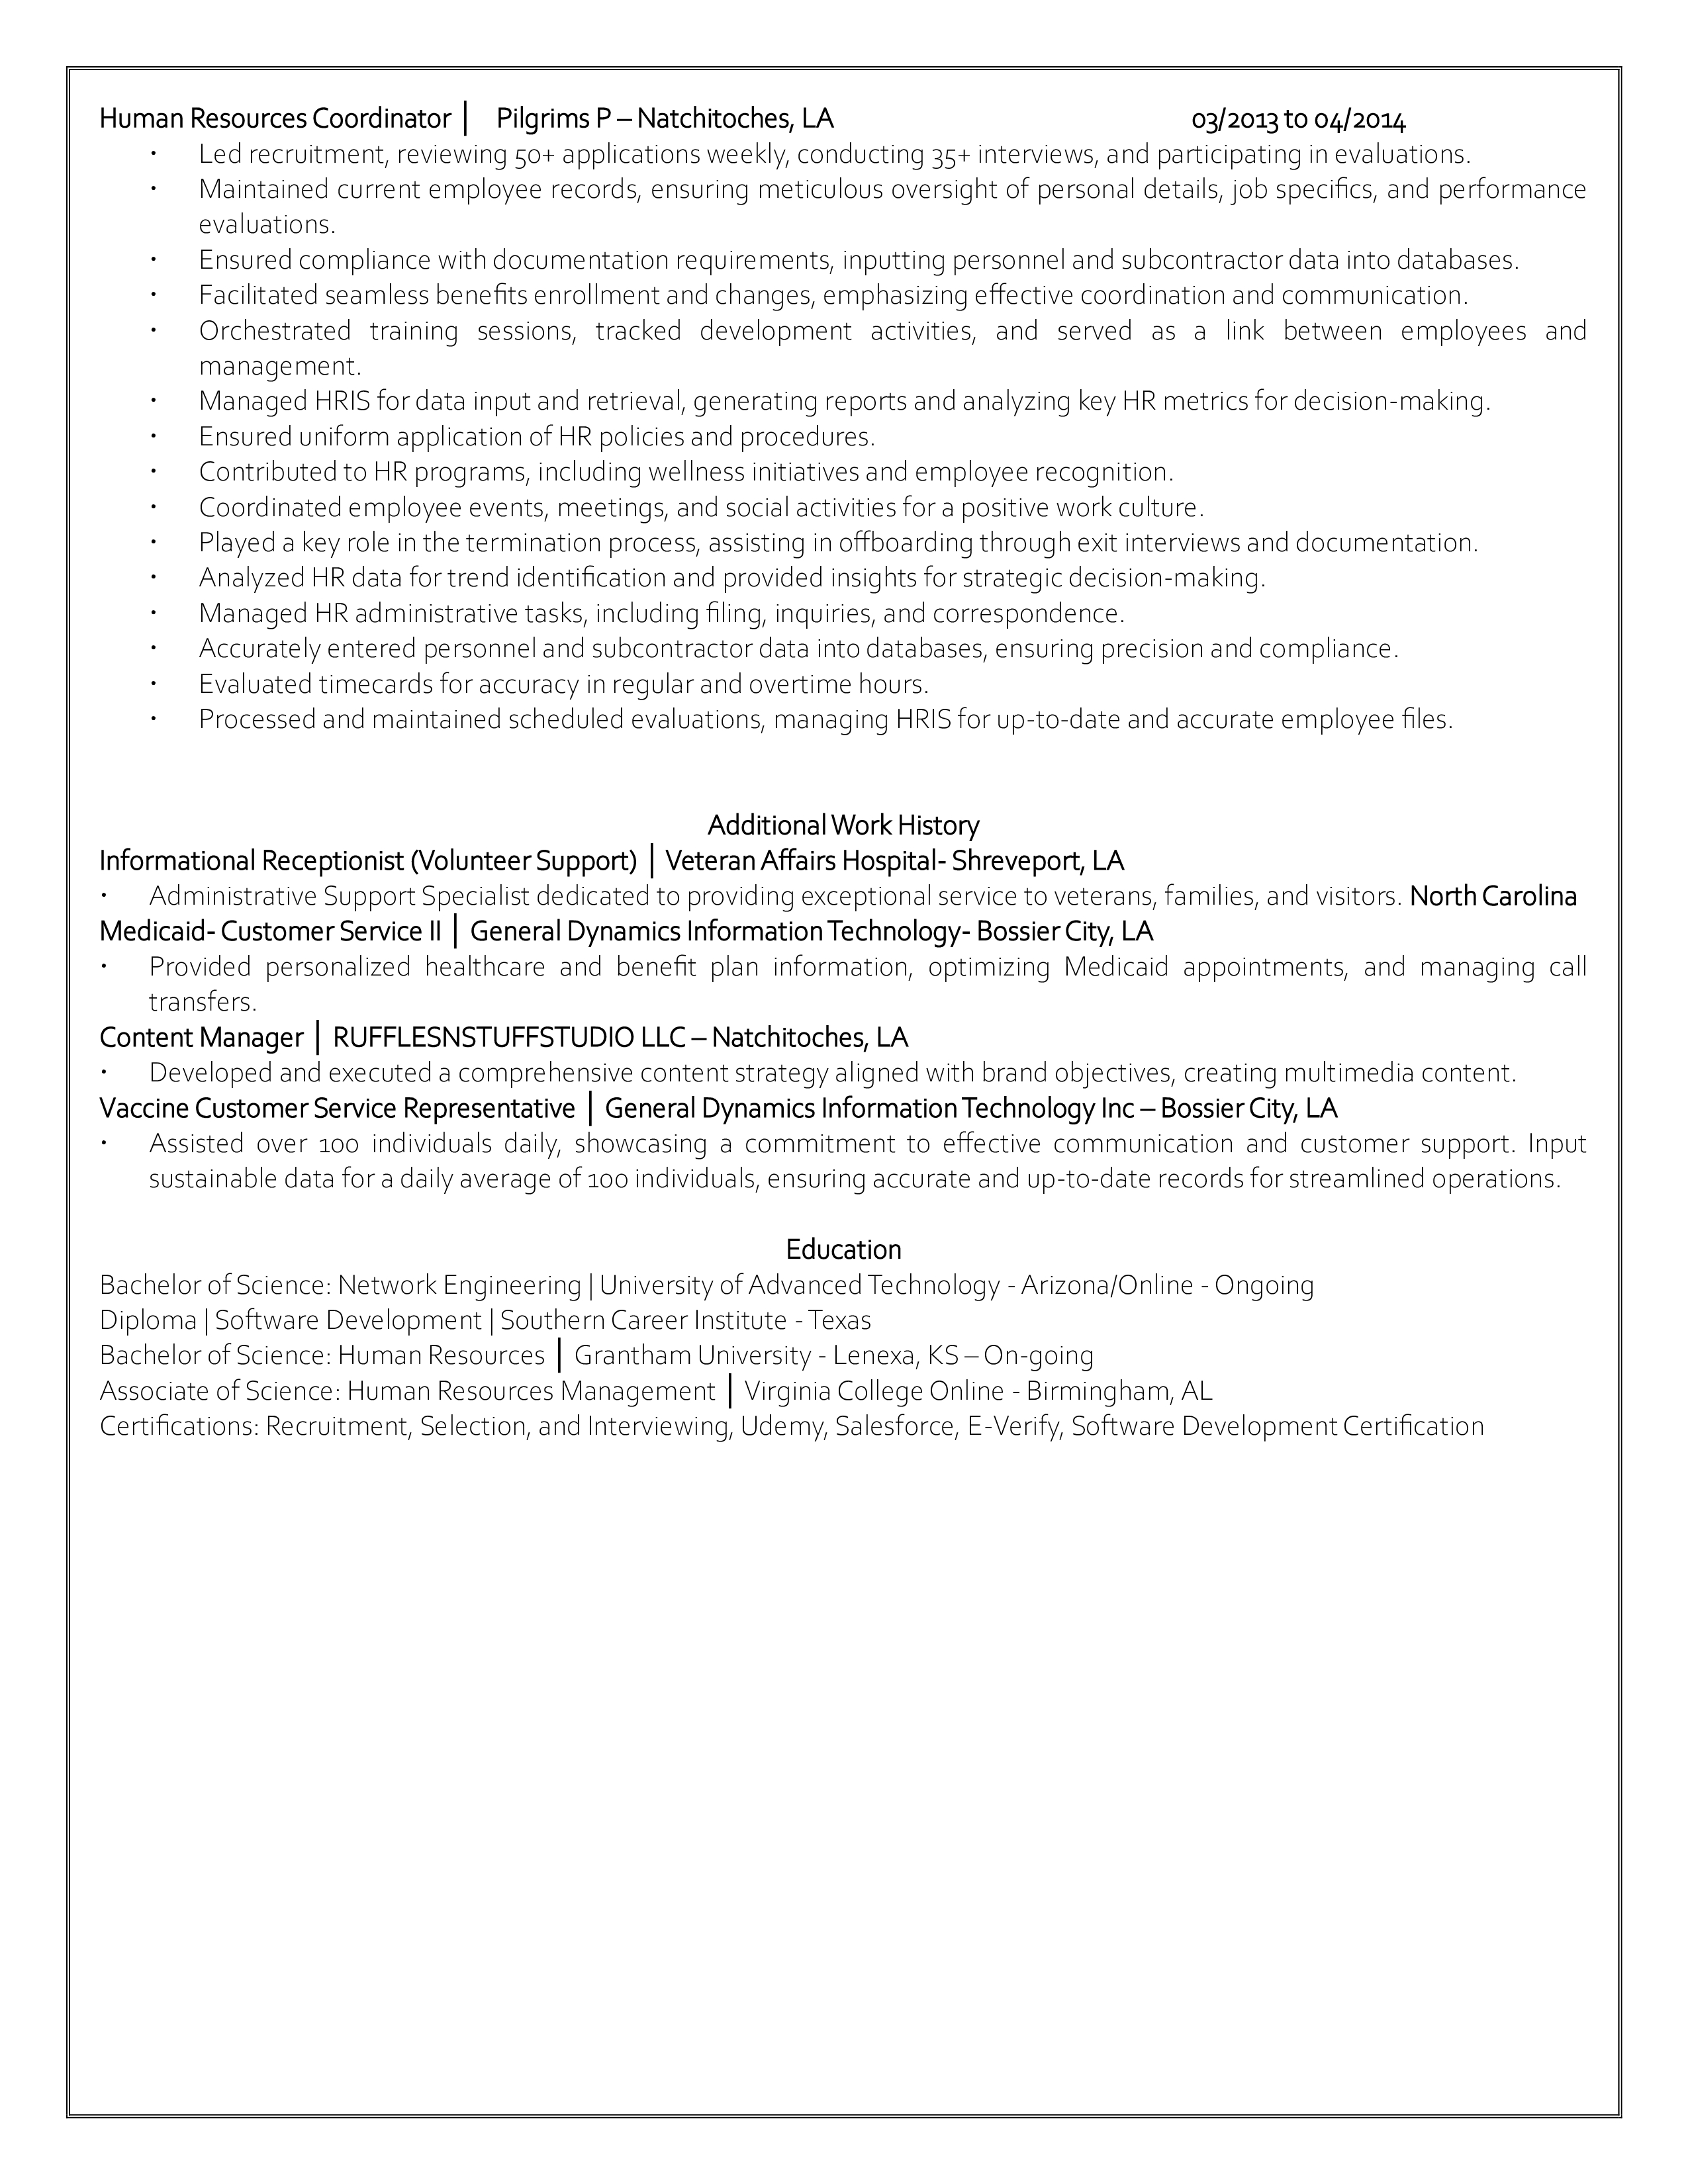 Human Resources Coordinator | Pilgrims P – Natchitoches, LA 03/2013 to 04/2014
• Led recruitment, reviewing 50+ applications weekly, conducting 35+ interviews, and participating in evaluations.
• Maintained current employee records, ensuring meticulous oversight of personal details, job specifics, and performance
evaluations.
• Ensured compliance with documentation requirements, inputting personnel and subcontractor data into databases.
• Facilitated seamless benefits enrollment and changes, emphasizing effective coordination and communication.
• Orchestrated training sessions, tracked development activities, and served as a link between employees and
management.
• Managed HRIS for data input and retrieval, generating reports and analyzing key HR metrics for decision-making.
• Ensured uniform application of HR policies and procedures.
• Contributed to HR programs, including wellness initiatives and employee recognition.
• Coordinated employee events, meetings, and social activities for a positive work culture.
• Played a key role in the termination process, assisting in offboarding through exit interviews and documentation.
• Analyzed HR data for trend identification and provided insights for strategic decision-making.
• Managed HR administrative tasks, including filing, inquiries, and correspondence.
• Accurately entered personnel and subcontractor data into databases, ensuring precision and compliance.
• Evaluated timecards for accuracy in regular and overtime hours.
• Processed and maintained scheduled evaluations, managing HRIS for up-to-date and accurate employee files.
Additional Work History
Informational Receptionist (Volunteer Support) | Veteran Affairs Hospital- Shreveport, LA
• Administrative Support Specialist dedicated to providing exceptional service to veterans, families, and visitors. North Carolina
Medicaid- Customer Service II | General Dynamics Information Technology- Bossier City, LA
• Provided personalized healthcare and benefit plan information, optimizing Medicaid appointments, and managing call
transfers.
Content Manager | RUFFLESNSTUFFSTUDIO LLC – Natchitoches, LA
• Developed and executed a comprehensive content strategy aligned with brand objectives, creating multimedia content.
Vaccine Customer Service Representative | General Dynamics Information Technology Inc – Bossier City, LA
• Assisted over 100 individuals daily, showcasing a commitment to effective communication and customer support. Input
sustainable data for a daily average of 100 individuals, ensuring accurate and up-to-date records for streamlined operations.
Education
Bachelor of Science: Network Engineering | University of Advanced Technology - Arizona/Online - Ongoing
Diploma | Software Development | Southern Career Institute - Texas
Bachelor of Science: Human Resources | Grantham University - Lenexa, KS – On-going
Associate of Science: Human Resources Management | Virginia College Online - Birmingham, AL
Certifications: Recruitment, Selection, and Interviewing, Udemy, Salesforce, E-Verify, Software Development Certification